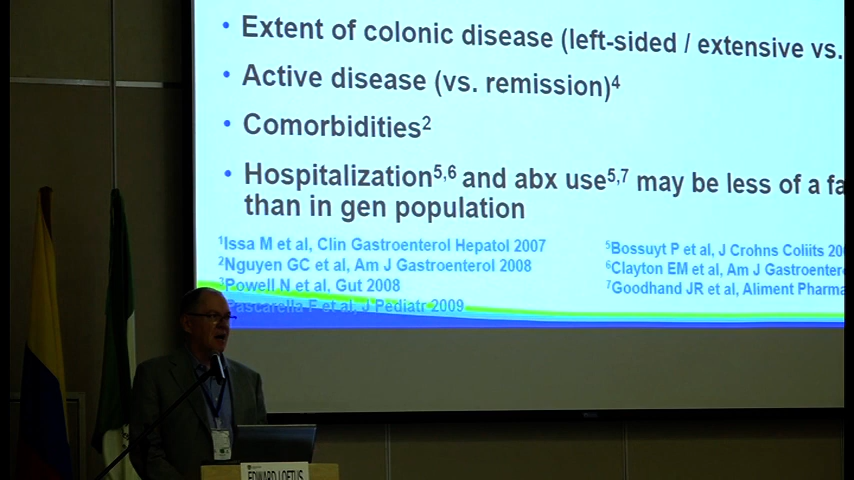 • Extent of colonic disease (left-sided / extensive vs.
• Active disease (vs. remission)4
• Comorbidities2
• Hospitalization5,6 and abx use5,7 may be less of a fa
than in gen population
1Issa M et al, Clin Gastroenterol Hepatol 2007
2Nguyen GC et al, Am J Gastroenterol 2008
3Powell N et al, Gut 2008
Pascarella F et al, J Pediatr 2009
5Bossuyt P et al, J Crohns Coliits 20
6Clayton EM et al, Am J Gastroenter
7Goodhand JR et al, Aliment Pharma
EDWARD LOFTUS